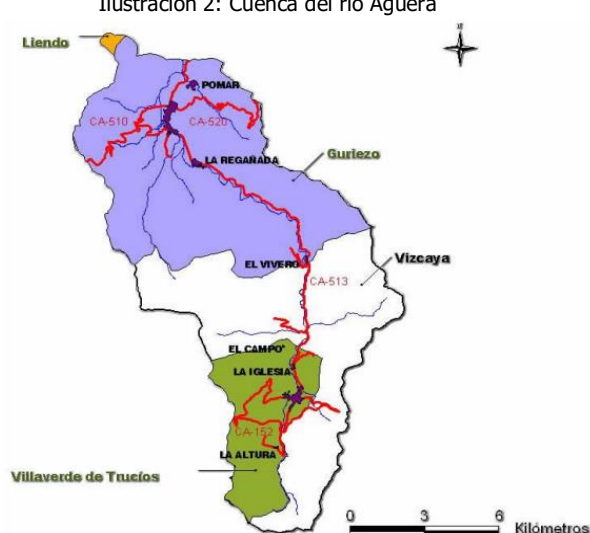 Ilustración 2: Cuenca del río Agüera
Liendo
POMAR
CA-510
CA-520
LA REGAÑADA
Guriezo
EL VIVERO
Vizcaya
CA-513
EL CAMPO
LA IGLESIA
CA-152
LA ALTURA
Villaverde de Trucíos
0 3 6
Kilómetros